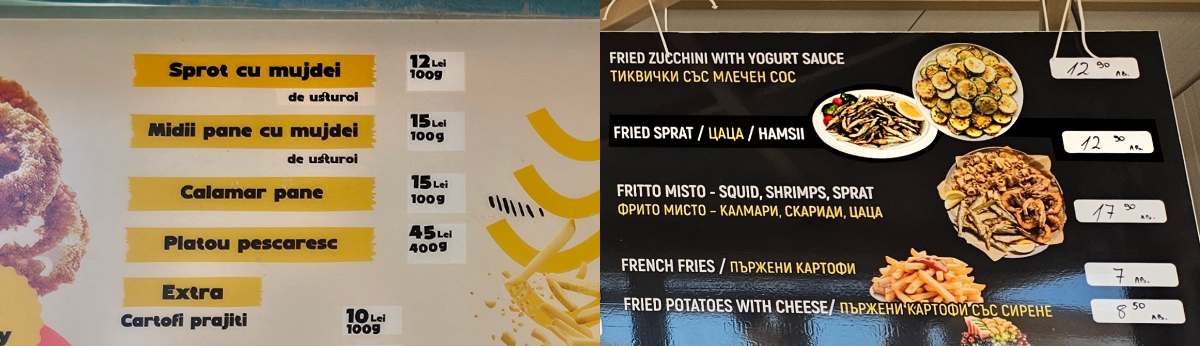 Sprot cu mujdei
12 Lei
100g
de usturoi
Midii pane cu mujdei
15 Lei
100g
de usturoi
Calamar pane
15 Lei
100g
Platou pescaresc
45 Lei
400g
Extra
Cartofi prajiti
10 Lei
100g
FRIED ZUCCHINI WITH YOGURT SAUCE
ТИКВИЧКИ СЪС МЛЕЧЕН СОС
12 90 лв.
FRIED SPRAT / ЦАЦА / HAMSII
12 90 лв.
FRITTO MISTO - SQUID, SHRIMPS, SPRAT
ФРИТО МИСТО - КАЛМАРИ, СКАРИДИ, ЦАЦА
17 90 лв.
FRENCH FRIES / ПЪРЖЕНИ КАРТОФИ
7 лв.
FRIED POTATOES WITH CHEESE/ ПЪРЖЕНИ КАРТОФИ СЪС СИРЕНЕ
8 50 лв.